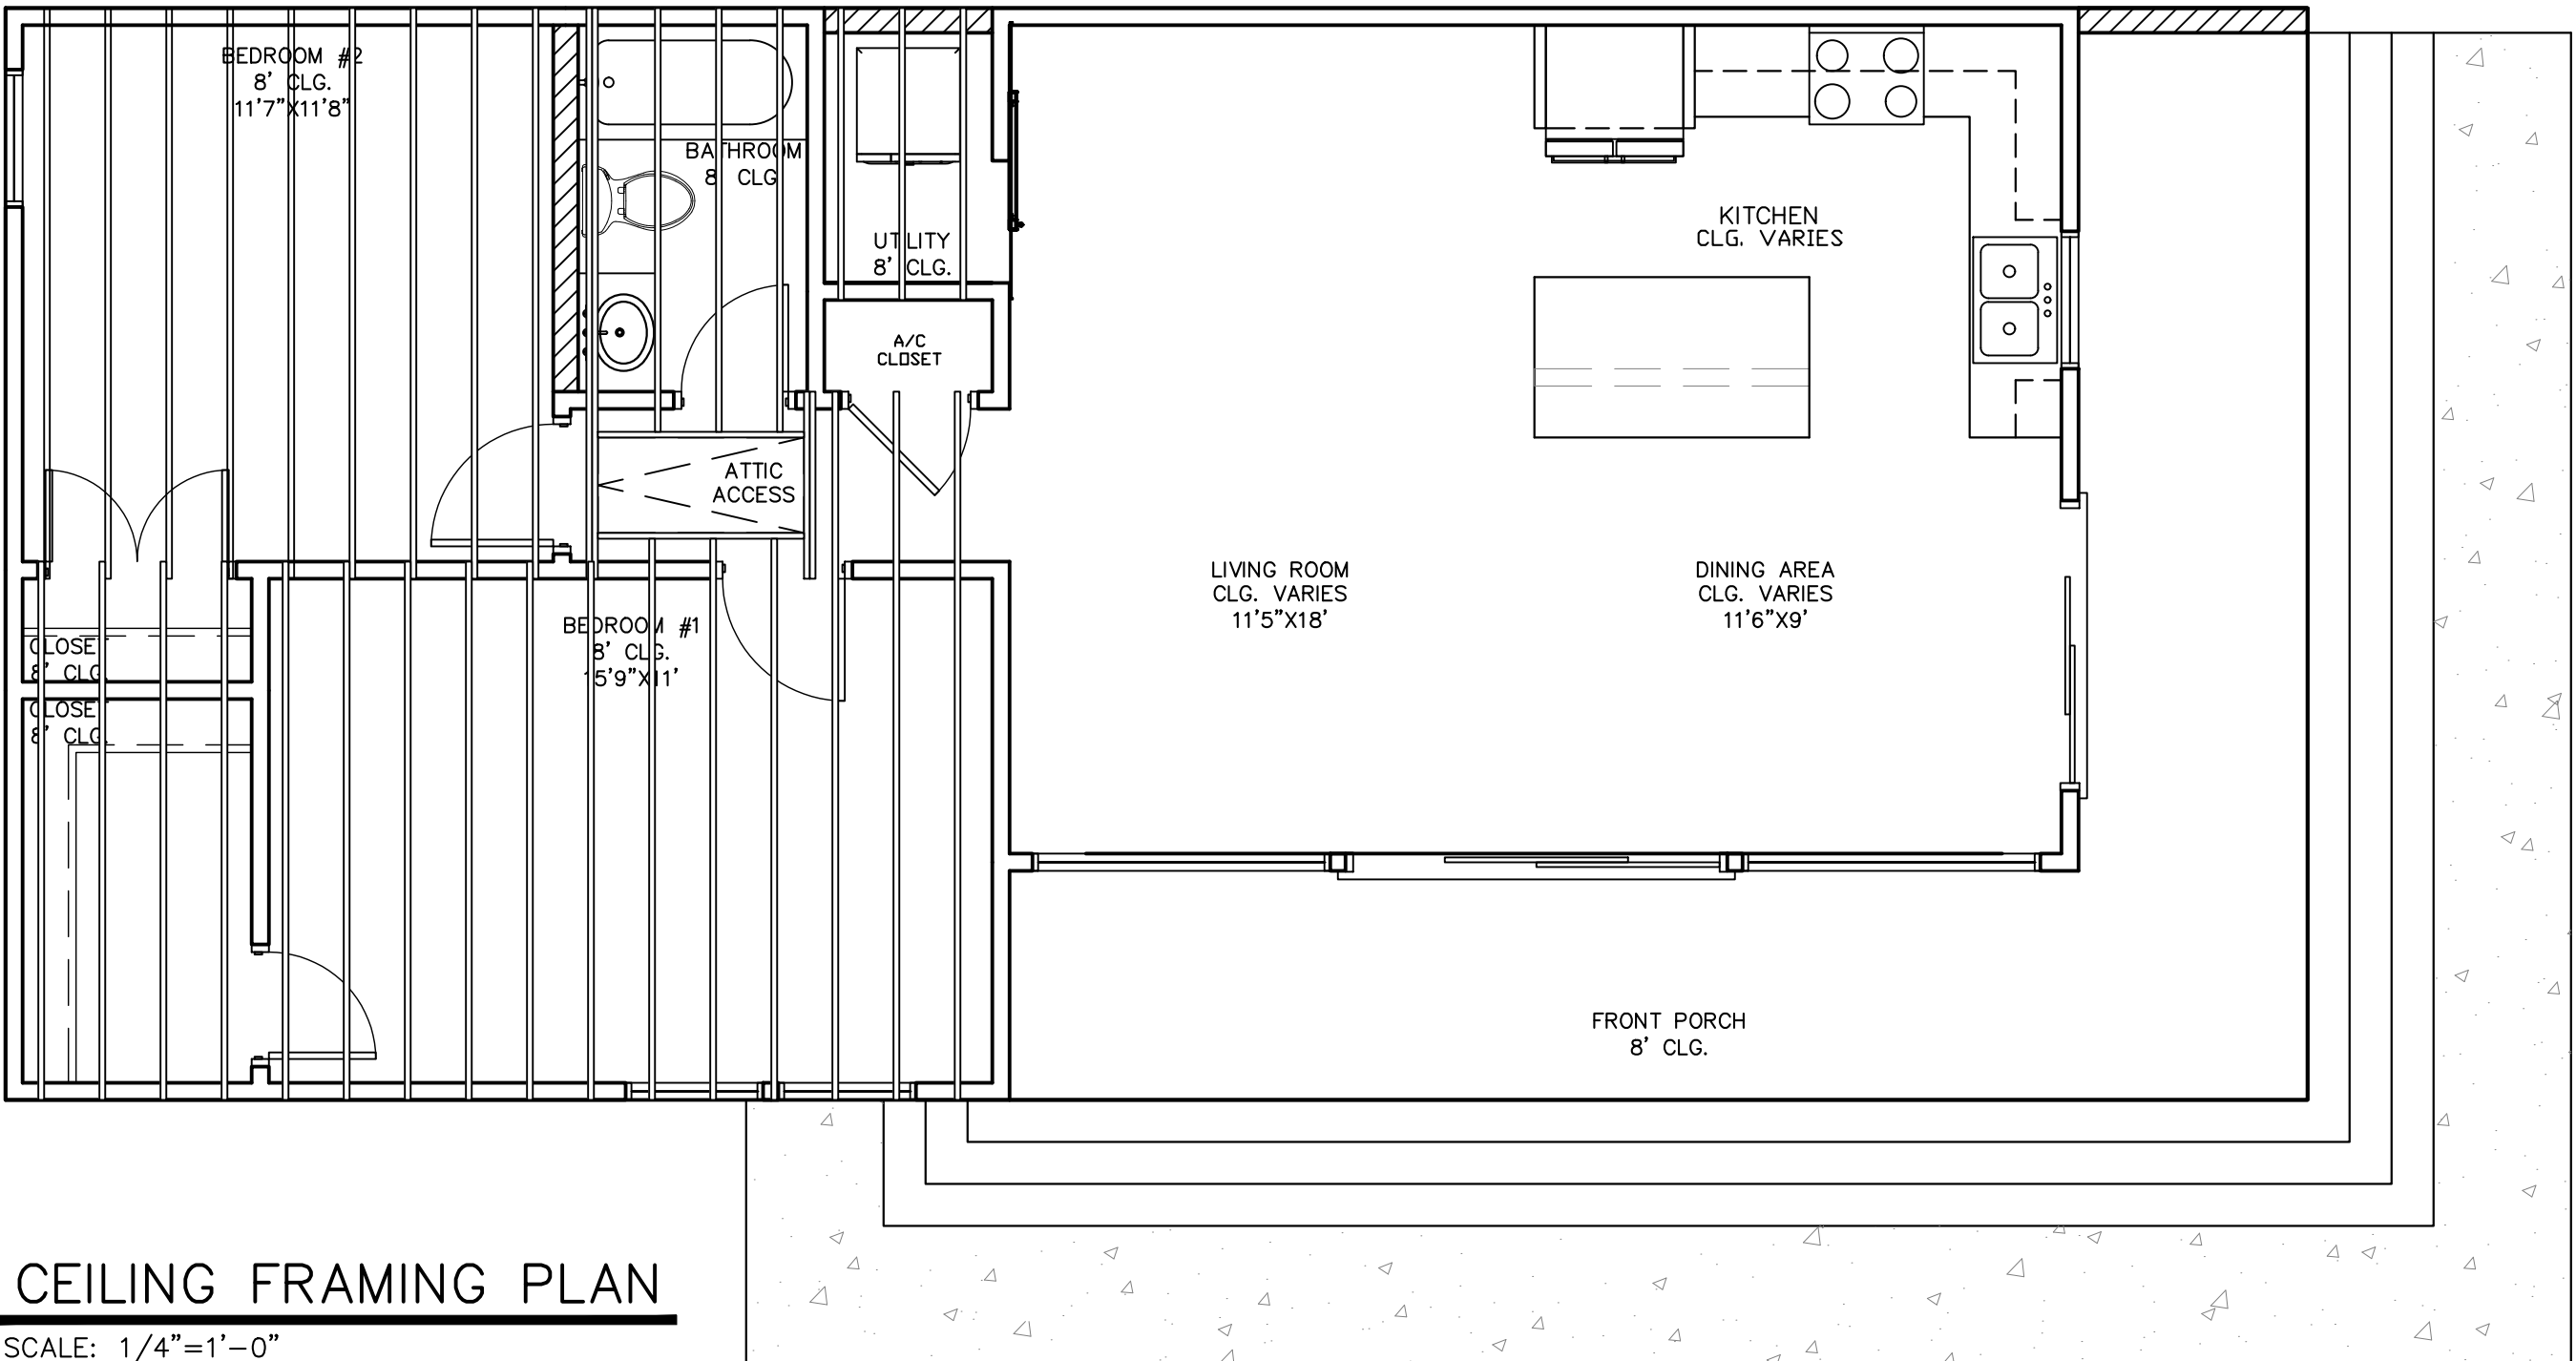 BEDROOM #2
8' CLG.
11'7"X11'8"
BATHROOM
8' CLG
UTILITY
8' CLG.
KITCHEN
CLG. VARIES
A/C
CLOSET
ATTIC
ACCESS
LIVING ROOM
CLG. VARIES
11'5"X18'
DINING AREA
CLG. VARIES
11'6"X9'
BEDROOM #1
8' CLG.
15'9"X11'
CLOSET
8' CLG.
CLOSET
8' CLG.
FRONT PORCH
8' CLG.
CEILING FRAMING PLAN
SCALE: 1/4"=1'-0"